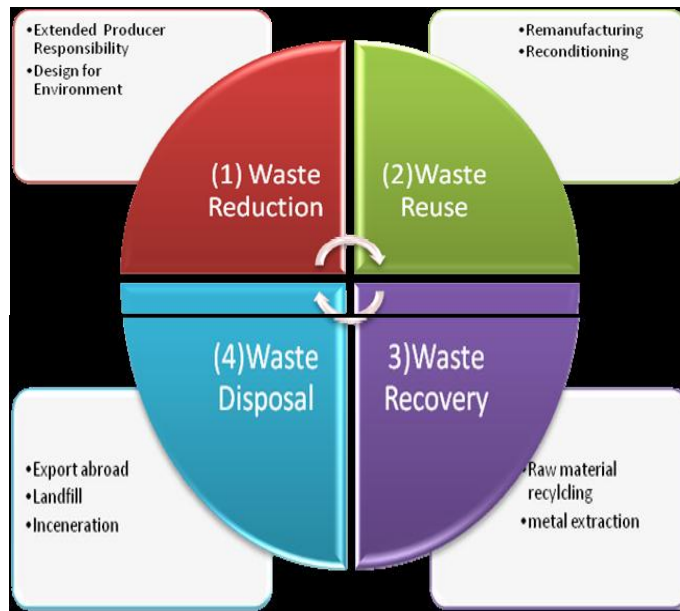 •Extended Producer
Responsibility
•Design for
Environment
•Remanufacturing
•Reconditioning
(1) Waste
Reduction
(2)Waste
Reuse
(4)Waste
Disposal
3)Waste
Recovery
•Export abroad
•Landfill
•Inceneration
•Raw material
recylcling
•metal extraction